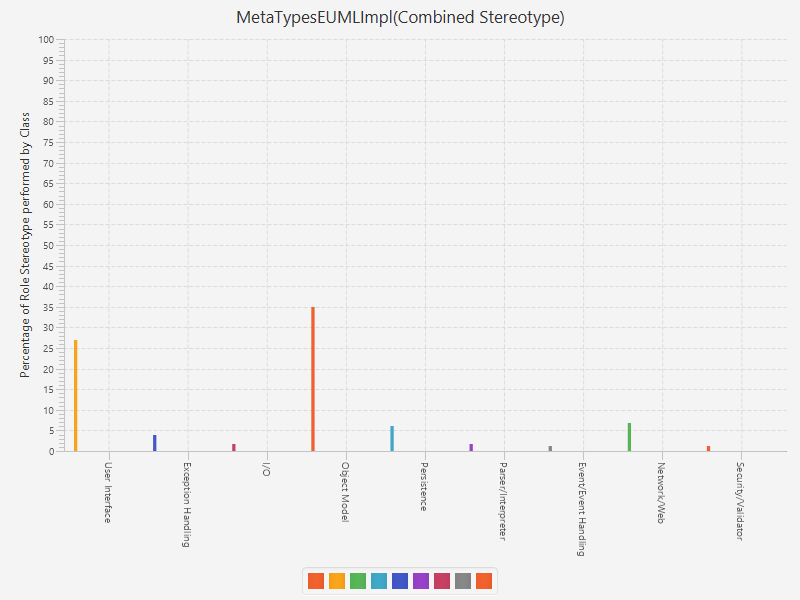 MetaTypesEUMLImpl(Combined Stereotype)
Percentage of Role Stereotype performed by Class
100
95
90
85
80
75
70
65
60
55
50
45
40
35
30
25
20
15
10
5
0
User Interface
Exception Handling
I/O
Object Model
Persistence
Parser/Interpreter
Event/Event Handling
Network/Web
Security/Validator